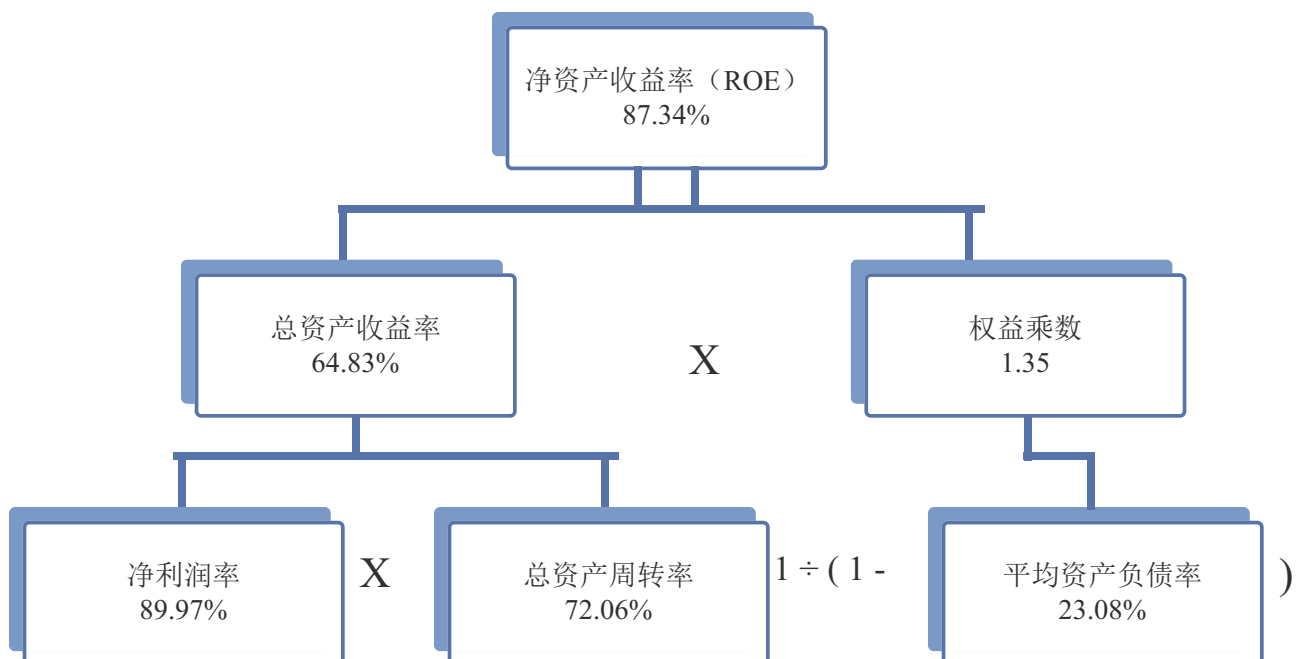 净资产收益率（ROE）
87.34%
总资产收益率
64.83%
X
权益乘数
1.35
净利润率
89.97%
X
总资产周转率
72.06%
1 ÷ ( 1 -
平均资产负债率
23.08%
)